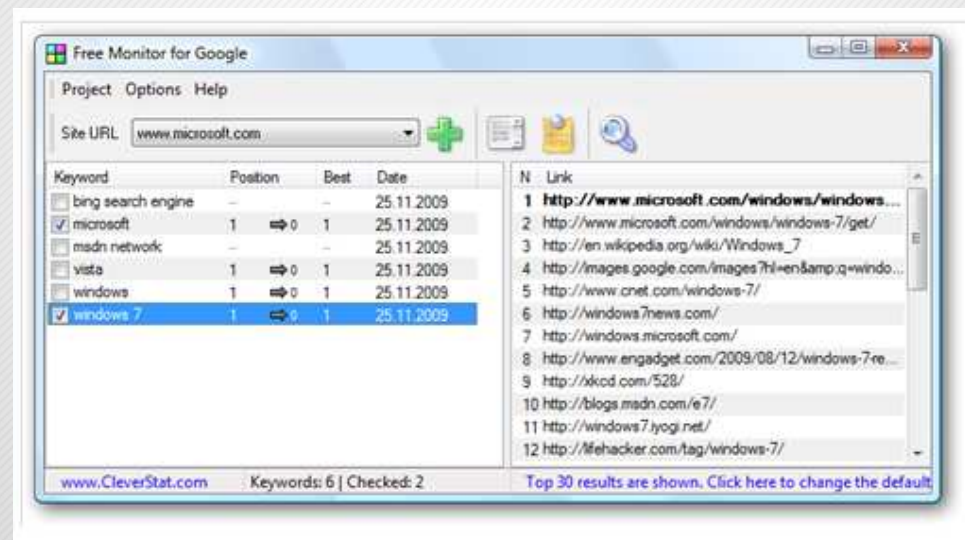 Free Monitor for Google
Project Options Help
Site URL www.microsoft.com
Keyword Position Best Date
bing search engine - - 25.11.2009
microsoft 1 0 1 25.11.2009
msdn network - - 25.11.2009
vista 1 0 1 25.11.2009
windows 1 0 1 25.11.2009
windows 7 1 0 1 25.11.2009
N Link
1 http://www.microsoft.com/windows/windows...
2 http://www.microsoft.com/windows/windows-7/get/
3 http://en.wikipedia.org/wiki/Windows_7
4 http://images.google.com/images?hl=en&amp;q=windo...
5 http://www.cnet.com/windows-7/
6 http://windows7news.com/
7 http://windows.microsoft.com/
8 http://www.engadget.com/2009/08/12/windows-7-re...
9 http://xkcd.com/528/
10 http://blogs.msdn.com/e7/
11 http://windows7.iyogi.net/
12 http://lifehacker.com/tag/windows-7/
www.CleverStat.com Keywords: 6 | Checked: 2 Top 30 results are shown. Click here to change the default